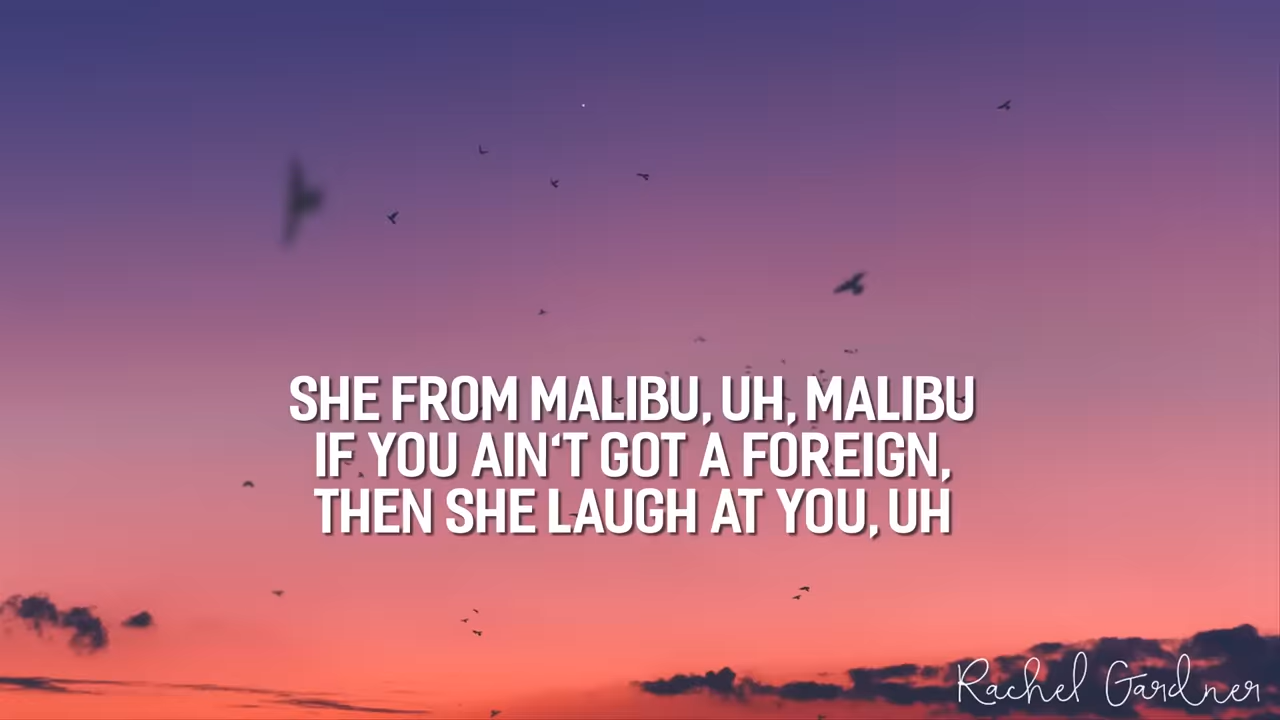 SHE FROM MALIBU, UH, MALIBU
IF YOU AIN‘T GOT A FOREIGN,
THEN SHE LAUGH AT YOU, UH
Rachel Gardner